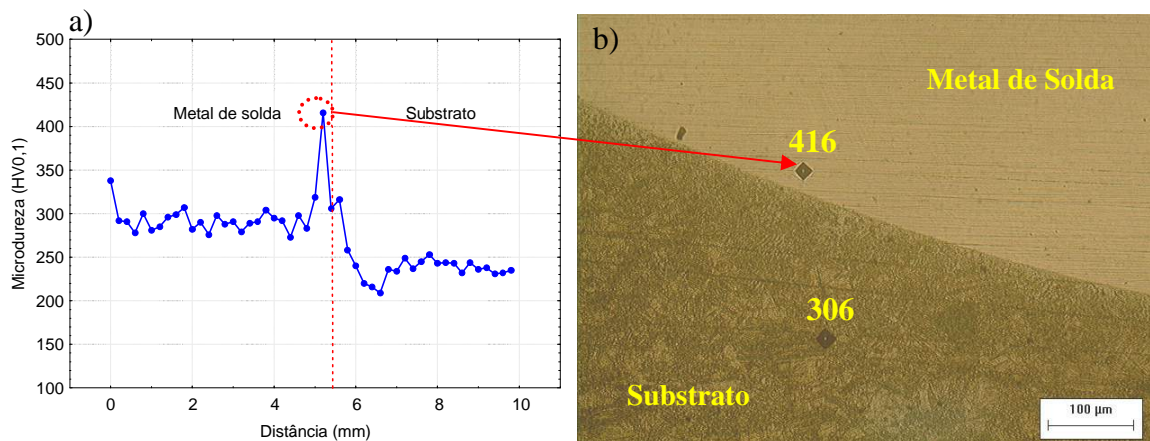 a)
500
450
400
350
300
250
200
150
100
Microdureza (HV0,1)
Metal de solda
Substrato
0
2
4
6
8
10
Distância (mm)
b)
Metal de Solda
416
306
Substrato
100 µm